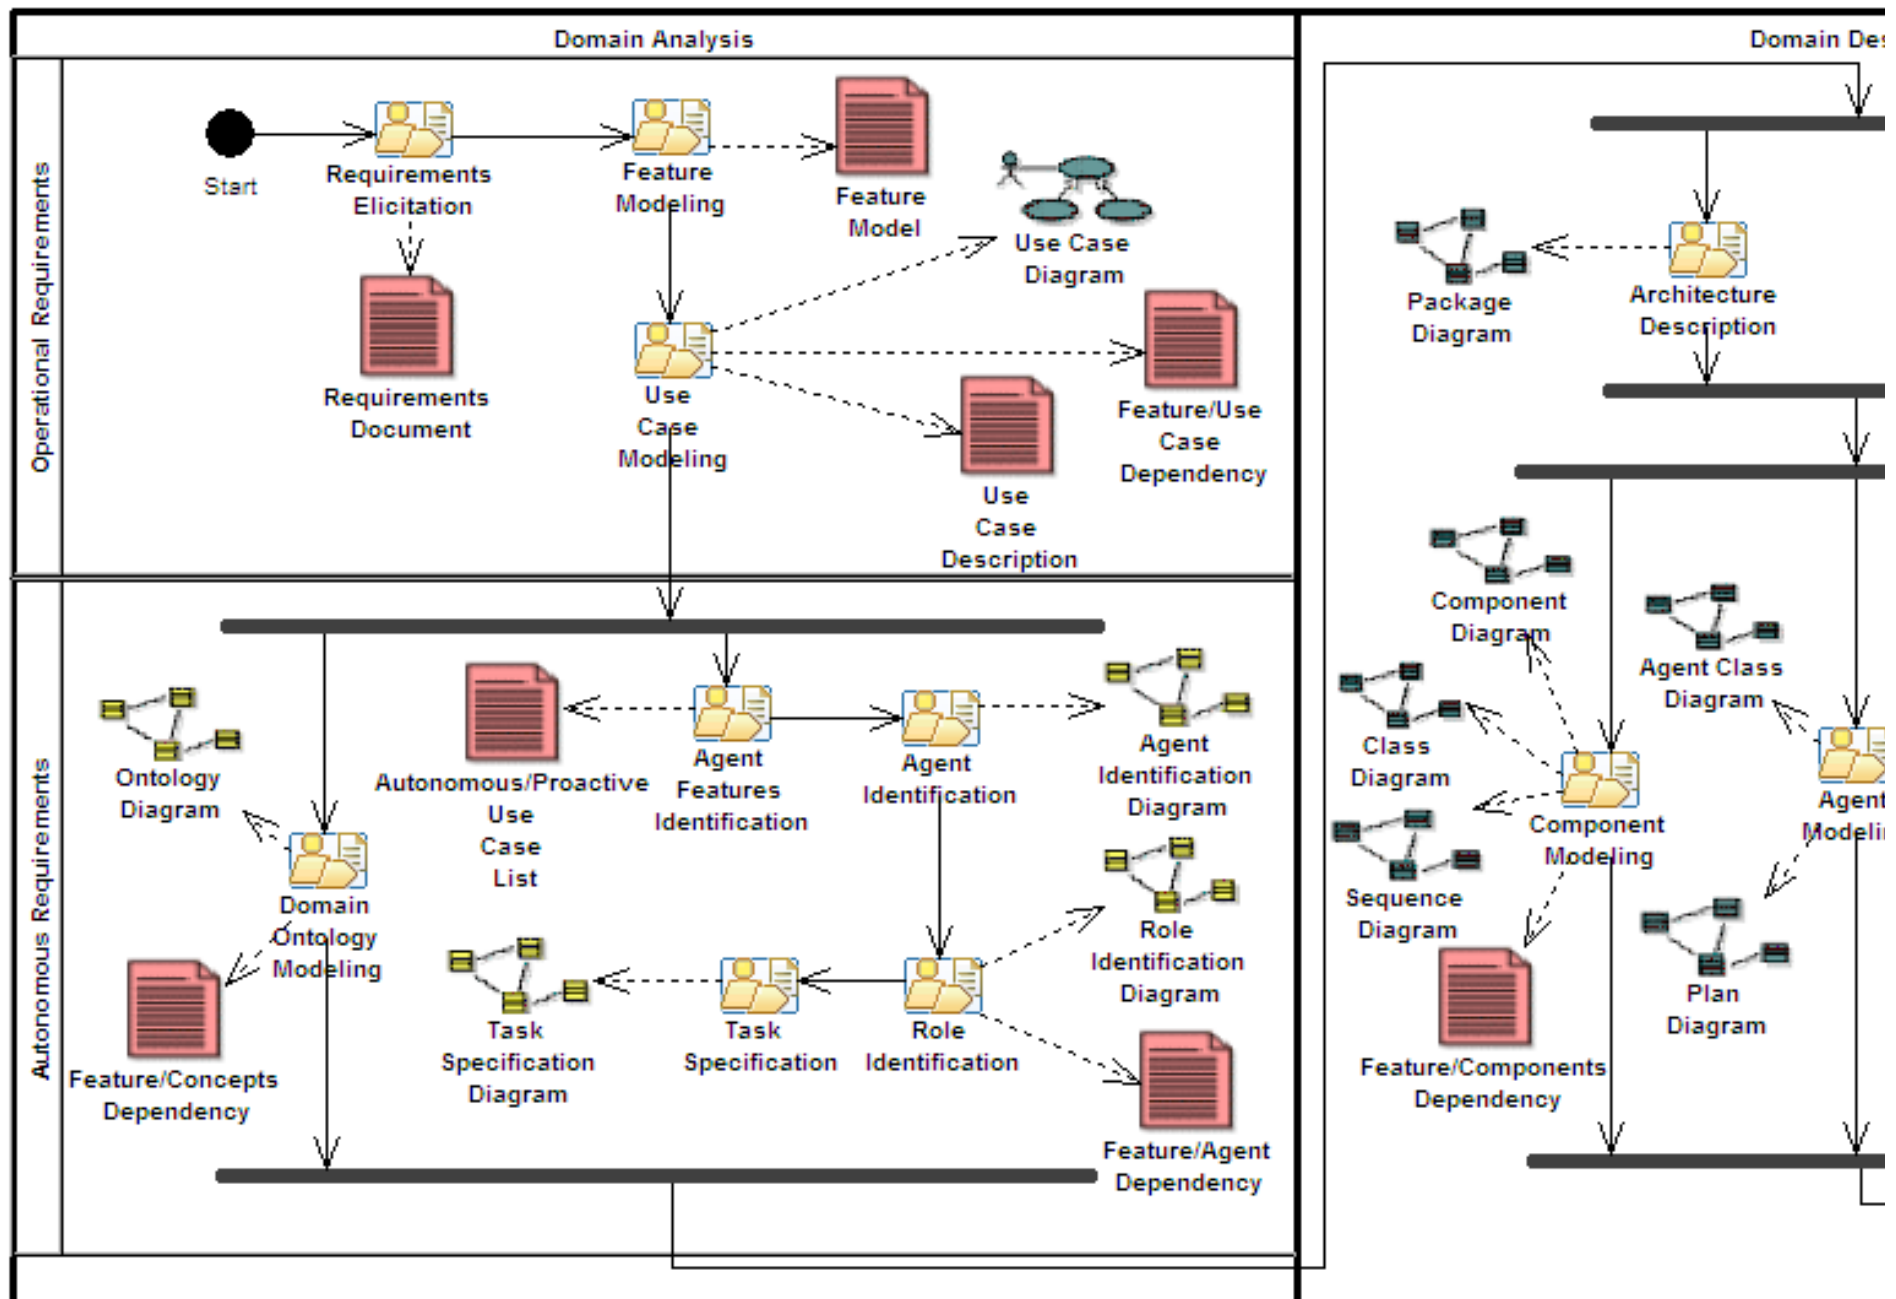 Domain Analysis
Domain Des
Operational Requirements
Start
Requirements
Elicitation
Feature
Modeling
Feature
Model
Use Case
Diagram
Requirements
Document
Use
Case
Modeling
Feature/Use
Case
Dependency
Use
Case
Description
Autonomous Requirements
Ontology
Diagram
Autonomous/Proactive
Use
Case
List
Agent
Features
Identification
Agent
Identification
Agent
Identification
Diagram
Domain
Ontology
Modeling
Feature/Concepts
Dependency
Task
Specification
Diagram
Task
Specification
Role
Identification
Role
Identification
Diagram
Feature/Agent
Dependency
Package
Diagram
Architecture
Description
Component
Diagram
Agent Class
Diagram
Class
Diagram
Component
Modeling
Agent
Modelin
Sequence
Diagram
Plan
Diagram
Feature/Components
Dependency